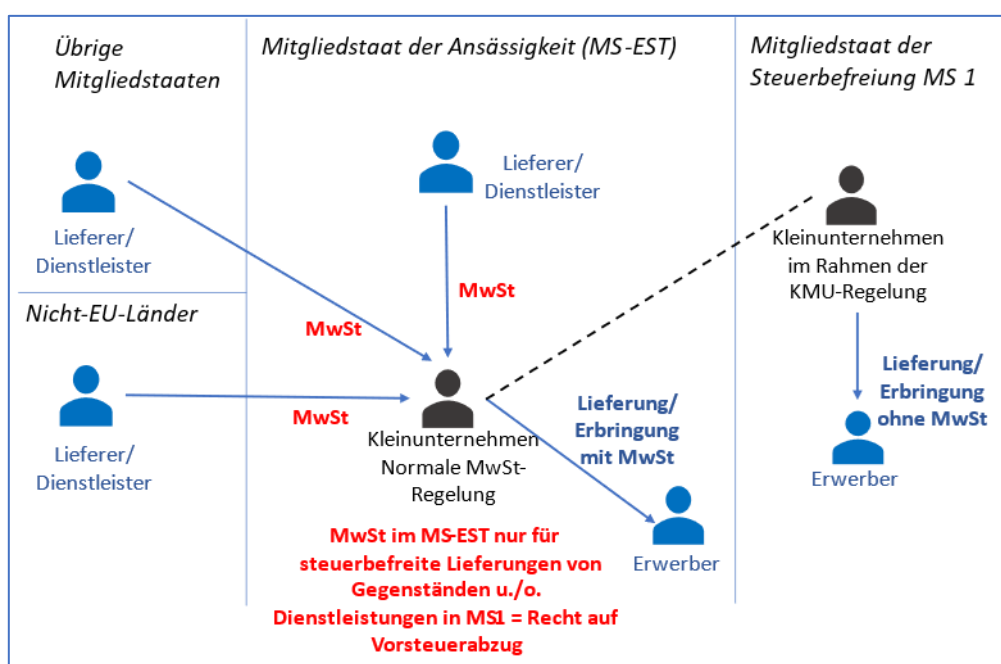 Übrige
Mitgliedstaaten
Mitgliedstaat der Ansässigkeit (MS-EST)
Mitgliedstaat der
Steuerbefreiung MS 1
Lieferer/
Dienstleister
Lieferer/
Dienstleister
Kleinunternehmen
im Rahmen der
KMU-Regelung
MwSt
MwSt
Nicht-EU-Länder
MwSt
Lieferer/
Dienstleister
Kleinunternehmen
Normale MwSt-
Regelung
Lieferung/
Erbringung
mit MwSt
Lieferung/
Erbringung
ohne MwSt
Erwerber
Erwerber
MwSt im MS-EST nur für
steuerbefreite Lieferungen von
Gegenständen u./o.
Dienstleistungen in MS1 = Recht auf
Vorsteuerabzug